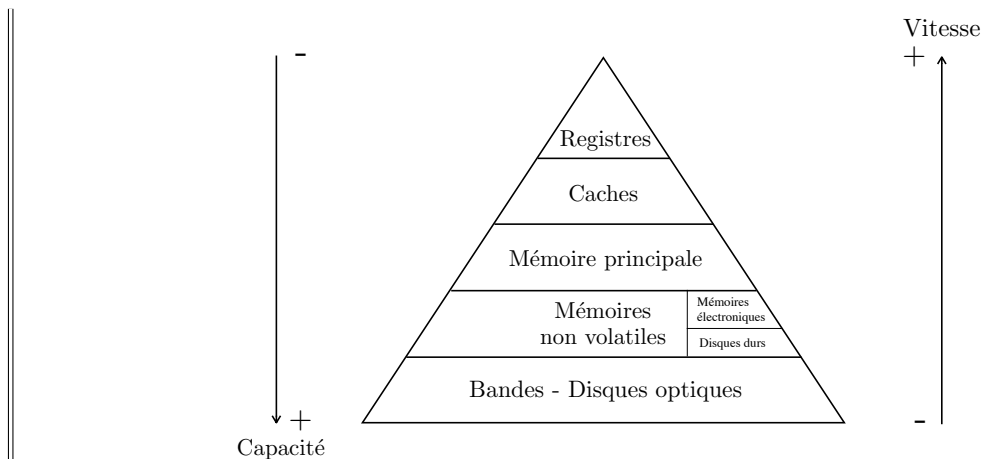 Vitesse
-
+
Registres
Caches
Mémoire principale
Mémoires
non volatiles
Mémoires
électroniques
Disques durs
Bandes - Disques optiques
+
-
Capacité